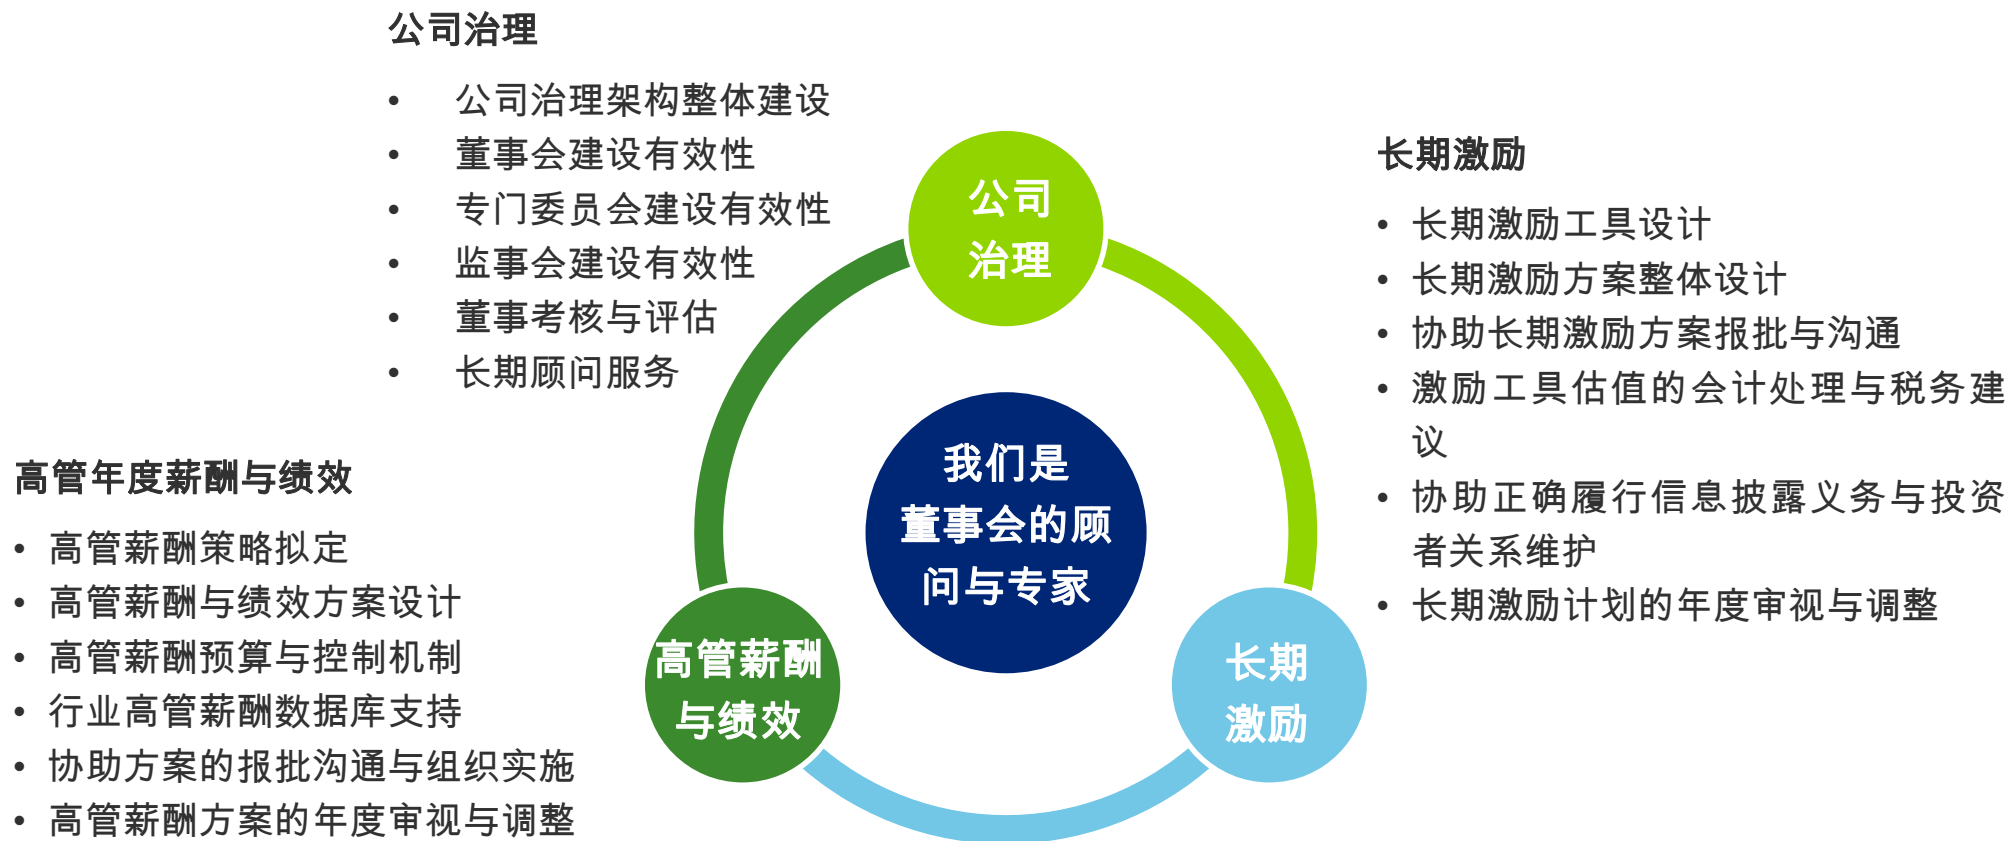 公司治理
• 公司治理架构整体建设
• 董事会建设有效性
• 专门委员会建设有效性
• 监事会建设有效性
• 董事考核与评估
• 长期顾问服务
长期激励
• 长期激励工具设计
• 长期激励方案整体设计
• 协助长期激励方案报批与沟通
• 激励工具估值的会计处理与税务建
议
• 协助正确履行信息披露义务与投资
者关系维护
• 长期激励计划的年度审视与调整
高管年度薪酬与绩效
• 高管薪酬策略拟定
• 高管薪酬与绩效方案设计
• 高管薪酬预算与控制机制
• 行业高管薪酬数据库支持
• 协助方案的报批沟通与组织实施
• 高管薪酬方案的年度审视与调整
公司
治理
我们是
董事会的顾
问与专家
高管薪酬
与绩效
长期
激励